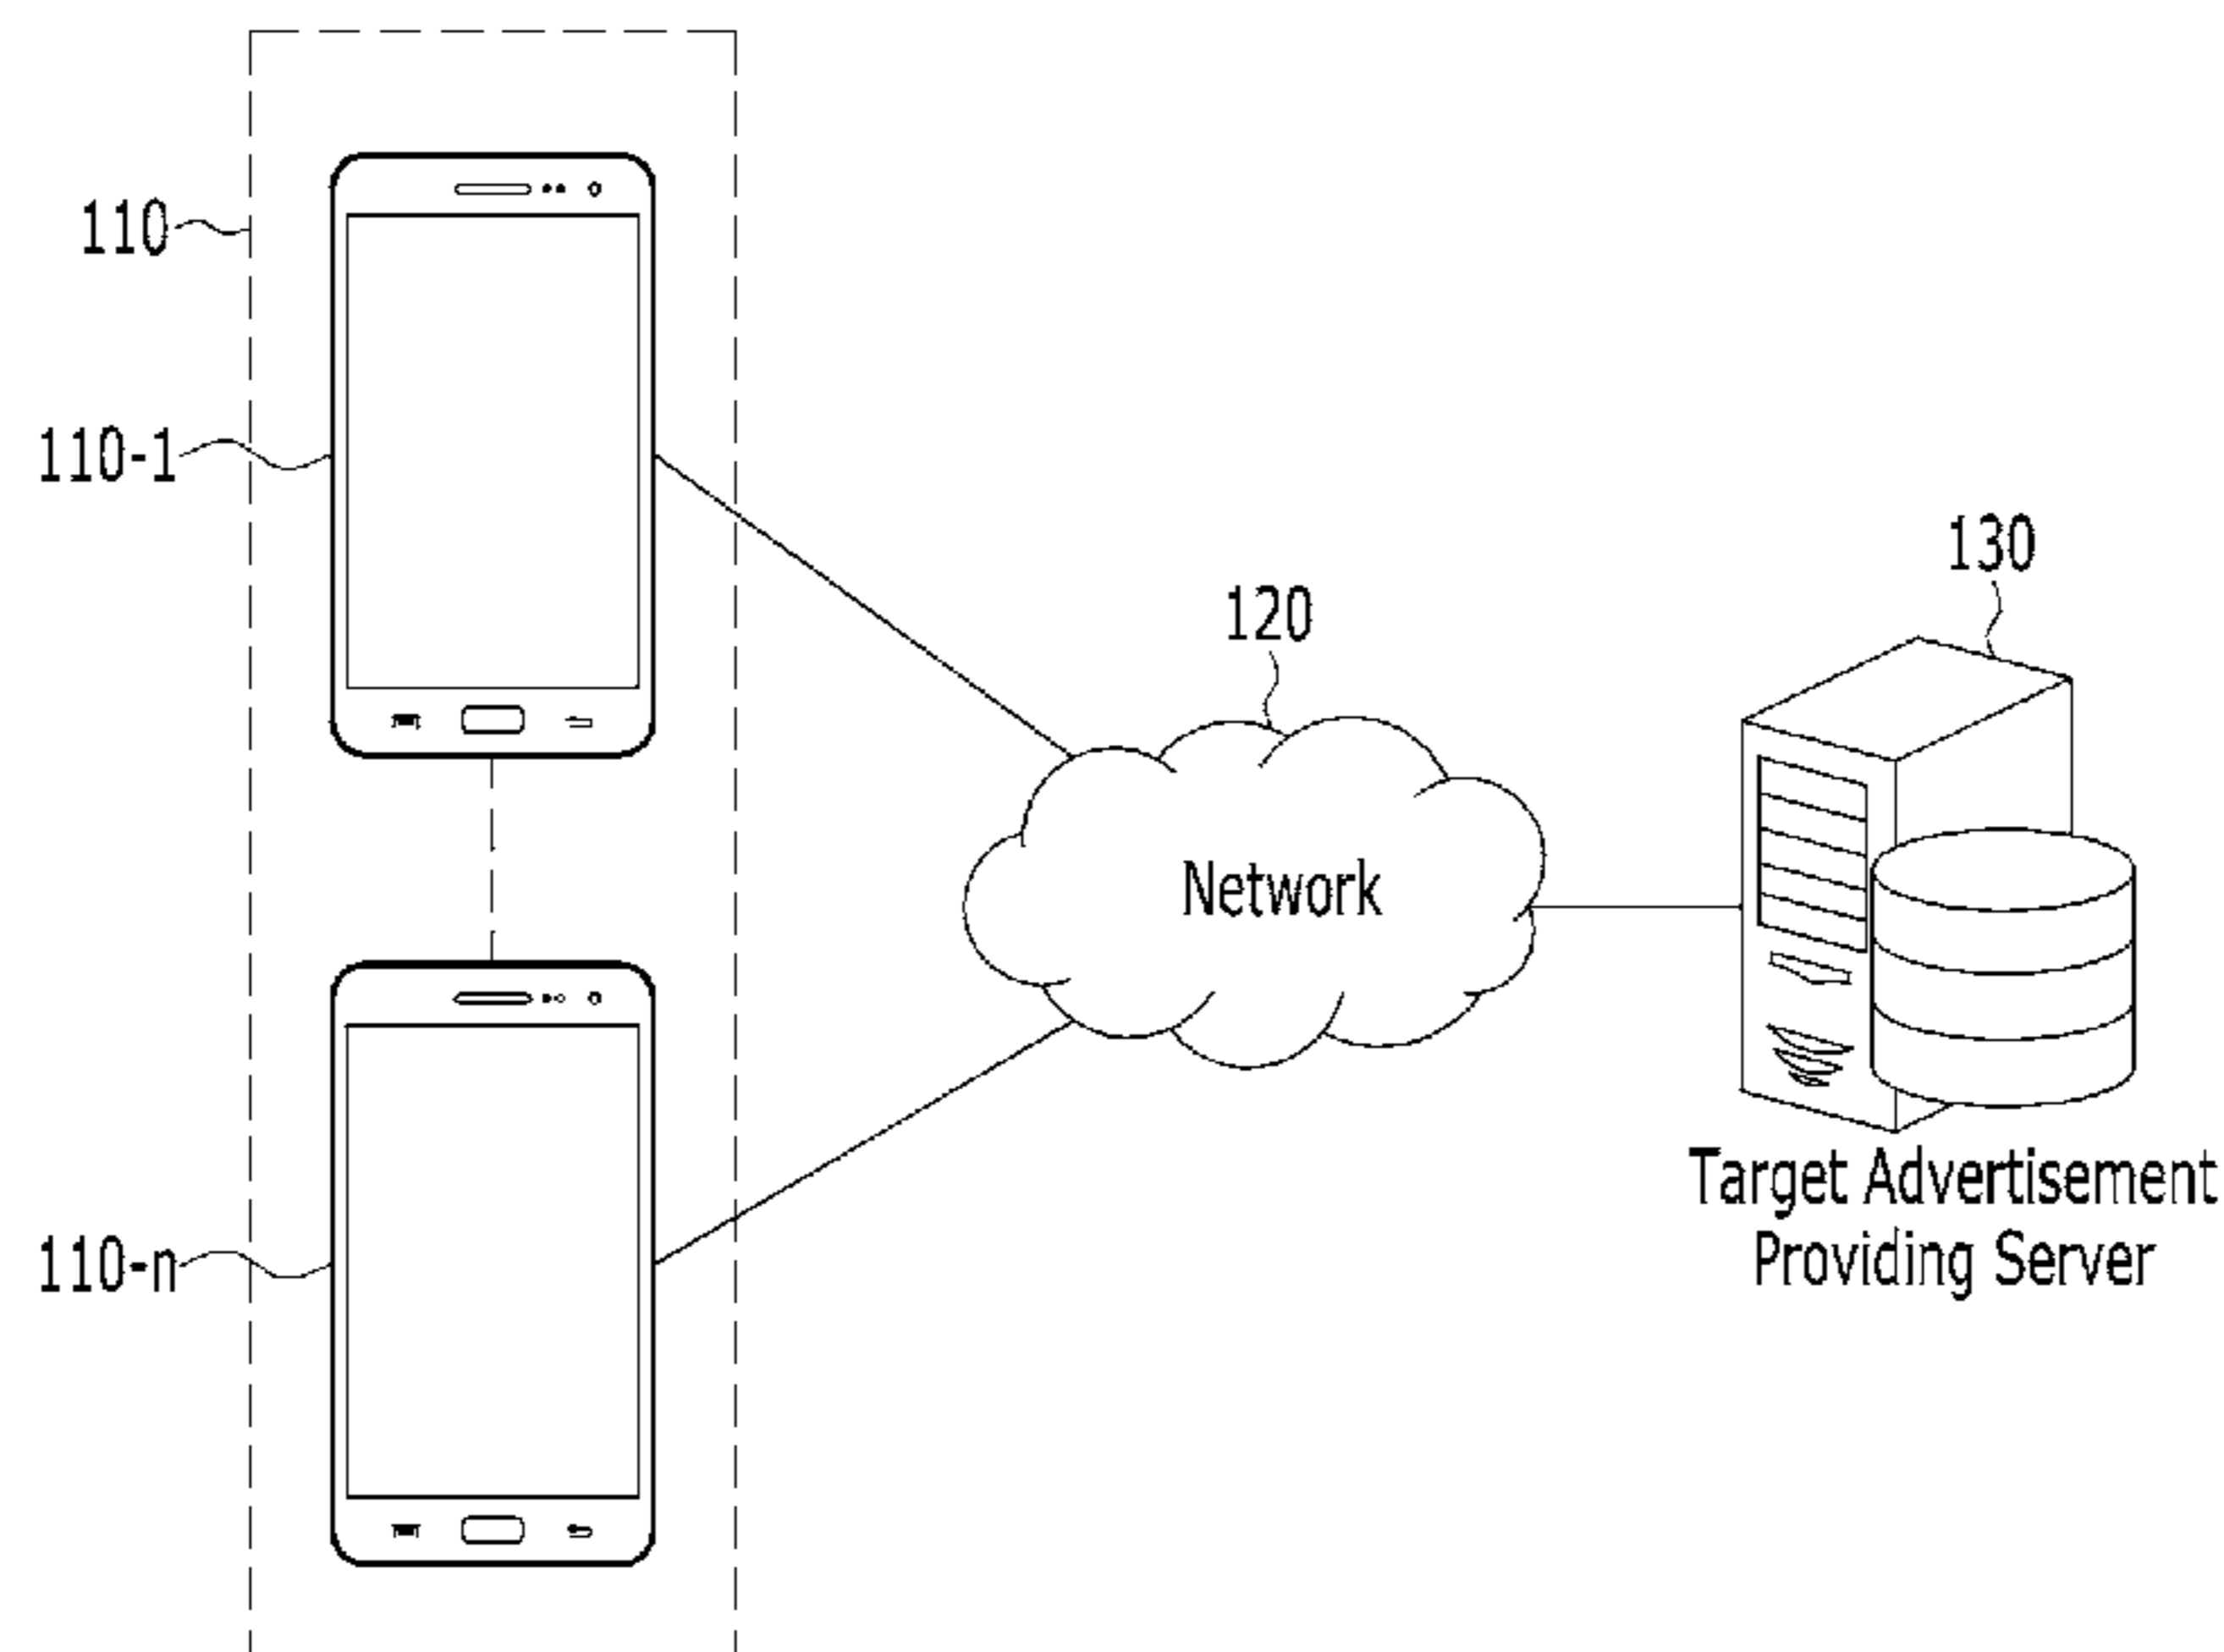 110
110-1
130
120
Network
Target Advertisement
Providing Server
110-n